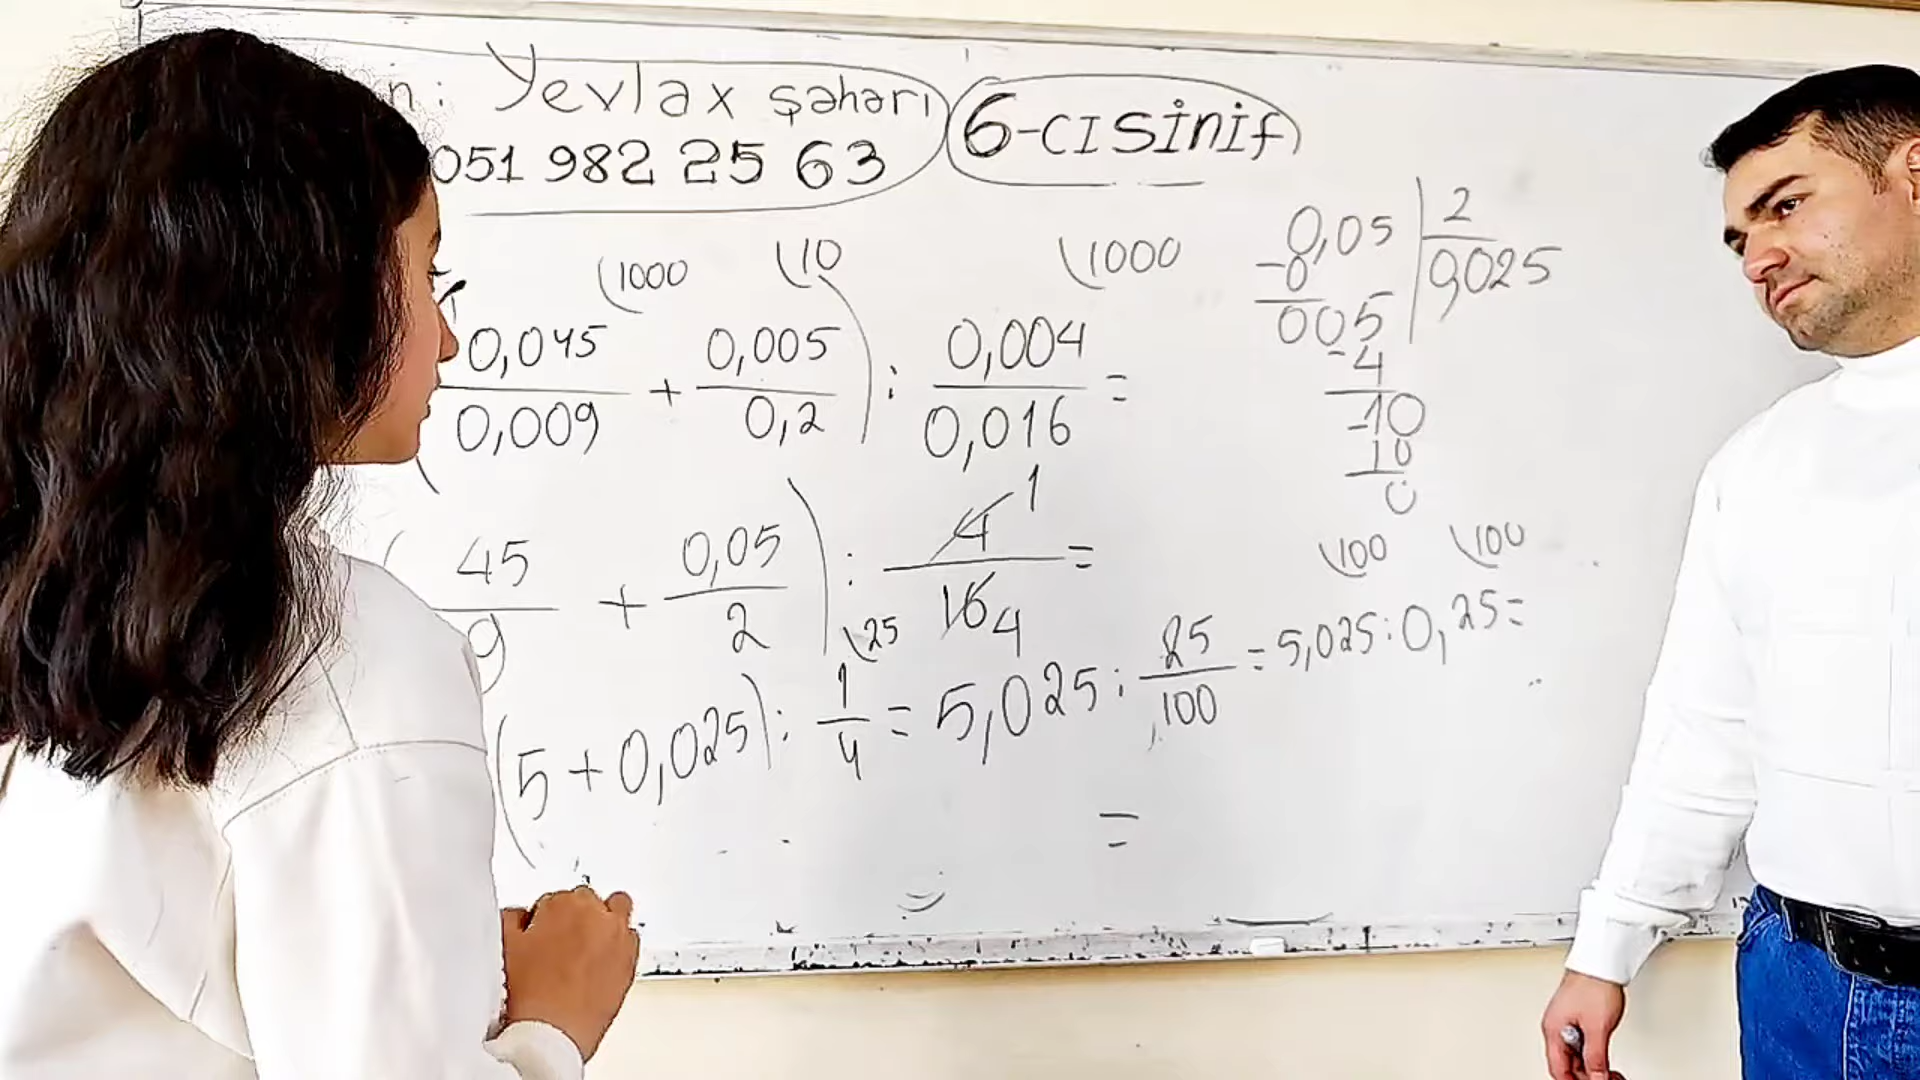 n: Yevlax şəhəri
051 982 25 63
6-cı sinif
1000 10 1000
0,045/0,009 + 0,005/0,2) : 0,004/0,016 =
(45/9 + 0,05/2) : 4/16 =
1
4
25
(5 + 0,025) : 1/4 = 5,025 : 25/100 = 5,025 : 0,25 =
=
100 100
0,05 | 2
-0 0,025
005
-4
-10
10
0